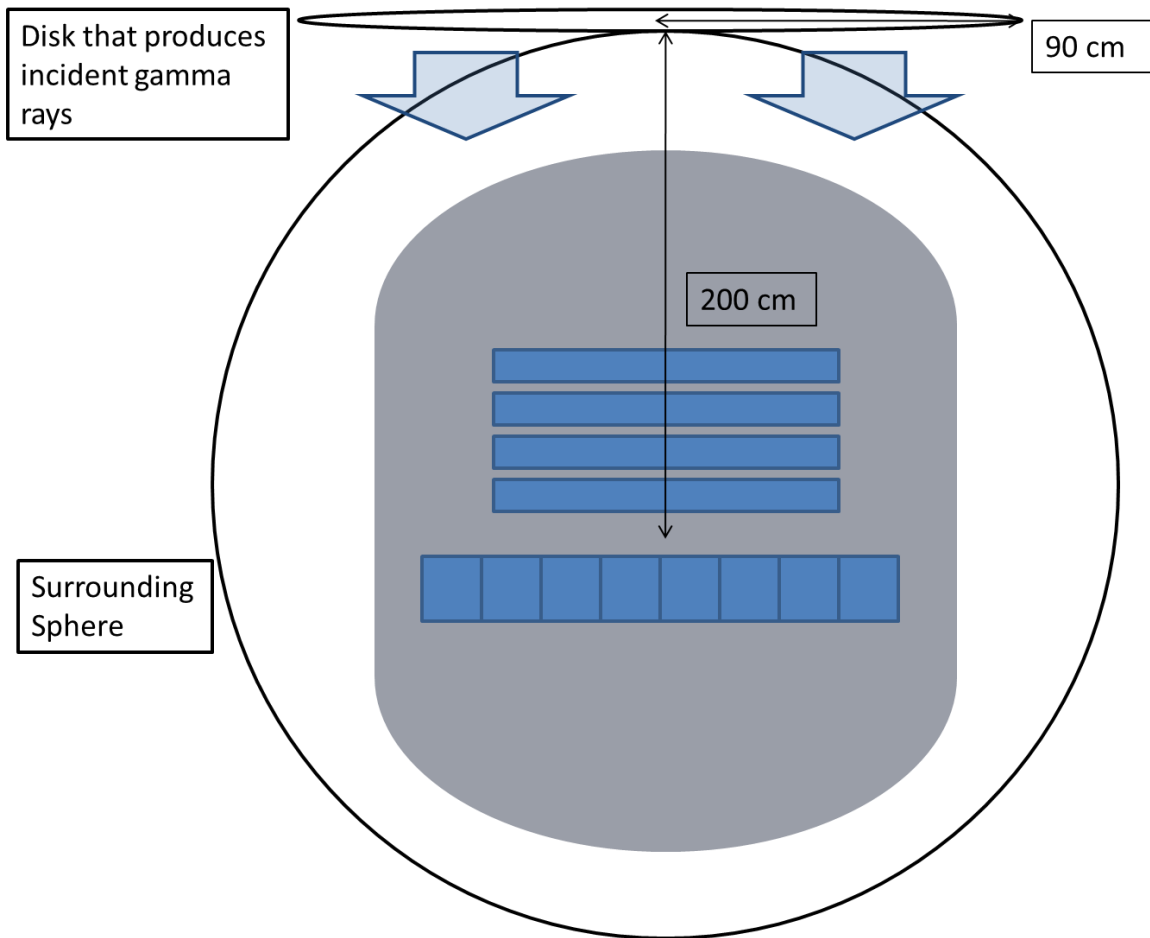 Disk that produces
incident gamma
rays
90 cm
200 cm
Surrounding
Sphere